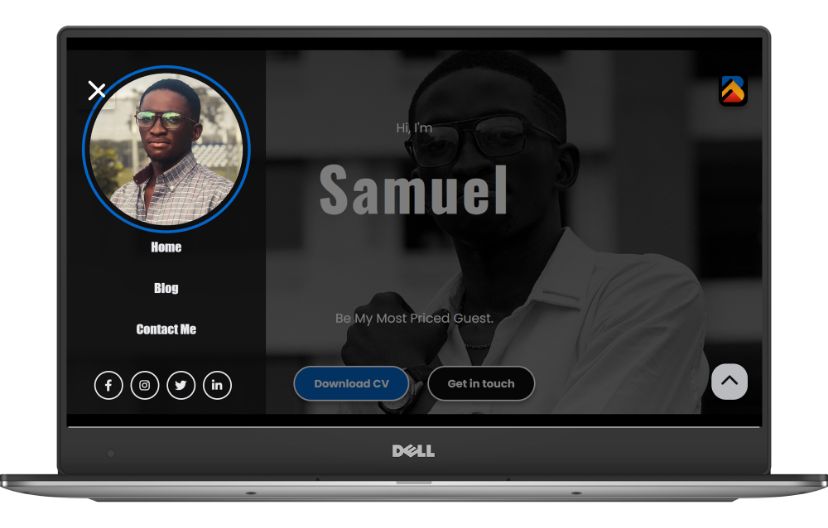 Hi, I'm
Samuel
Home
Blog
Contact Me
Be My Most Priced Guest.
Download CV
Get in touch
DELL